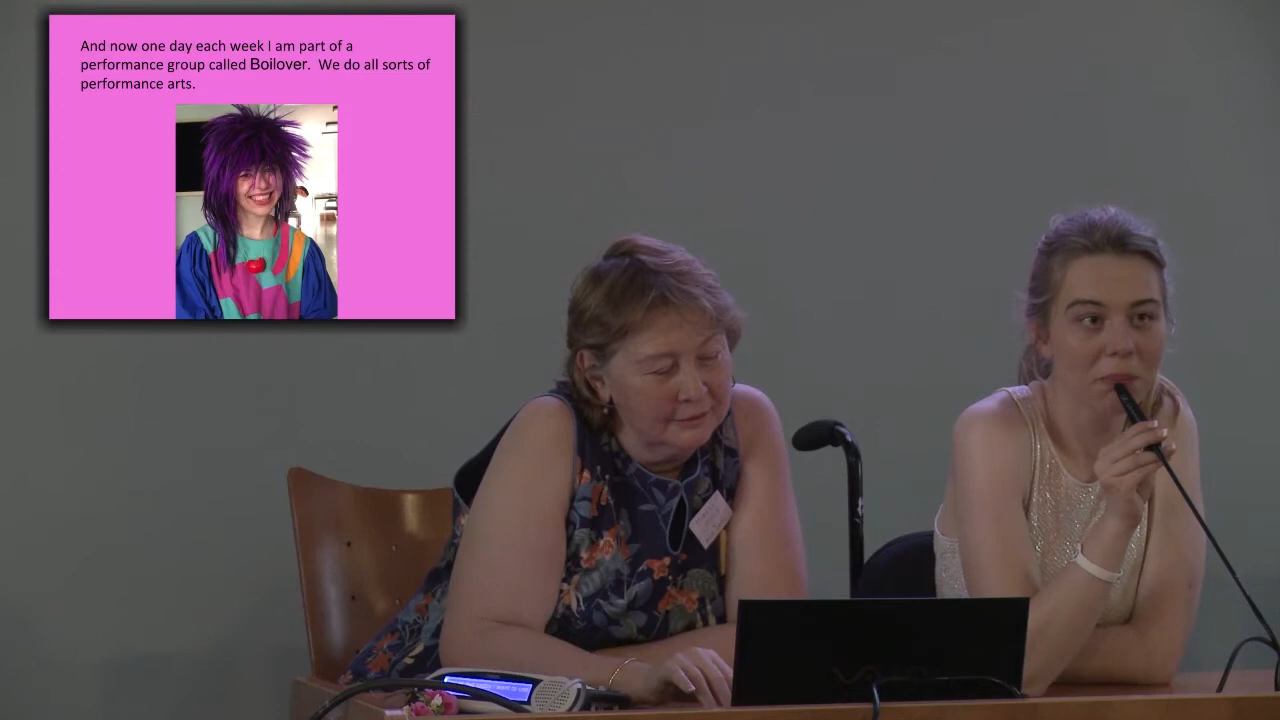 And now one day each week I am part of a
performance group called Boilover.  We do all sorts of
performance arts.